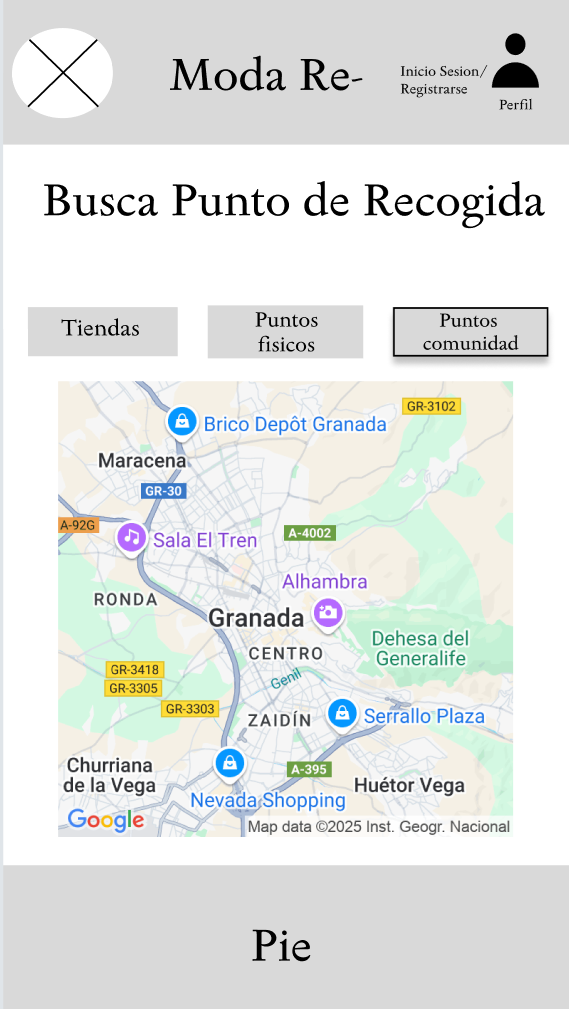 Moda Re-
Inicio Sesion/
Registrarse
Perfil
Busca Punto de Recogida
Tiendas
Puntos
fisicos
Puntos
comunidad
GR-3102
Brico Depôt Granada
Maracena
GR-30
A-92G
Sala El Tren
A-4002
Alhambra
RONDA
Granada
Dehesa del
Generalife
CENTRO
GR-3418
Genil
GR-3305
GR-3303
ZAIDÍN
Serrallo Plaza
Churriana
de la Vega
A-395
Huétor Vega
Nevada Shopping
Google
Map data ©2025 Inst. Geogr. Nacional
Pie